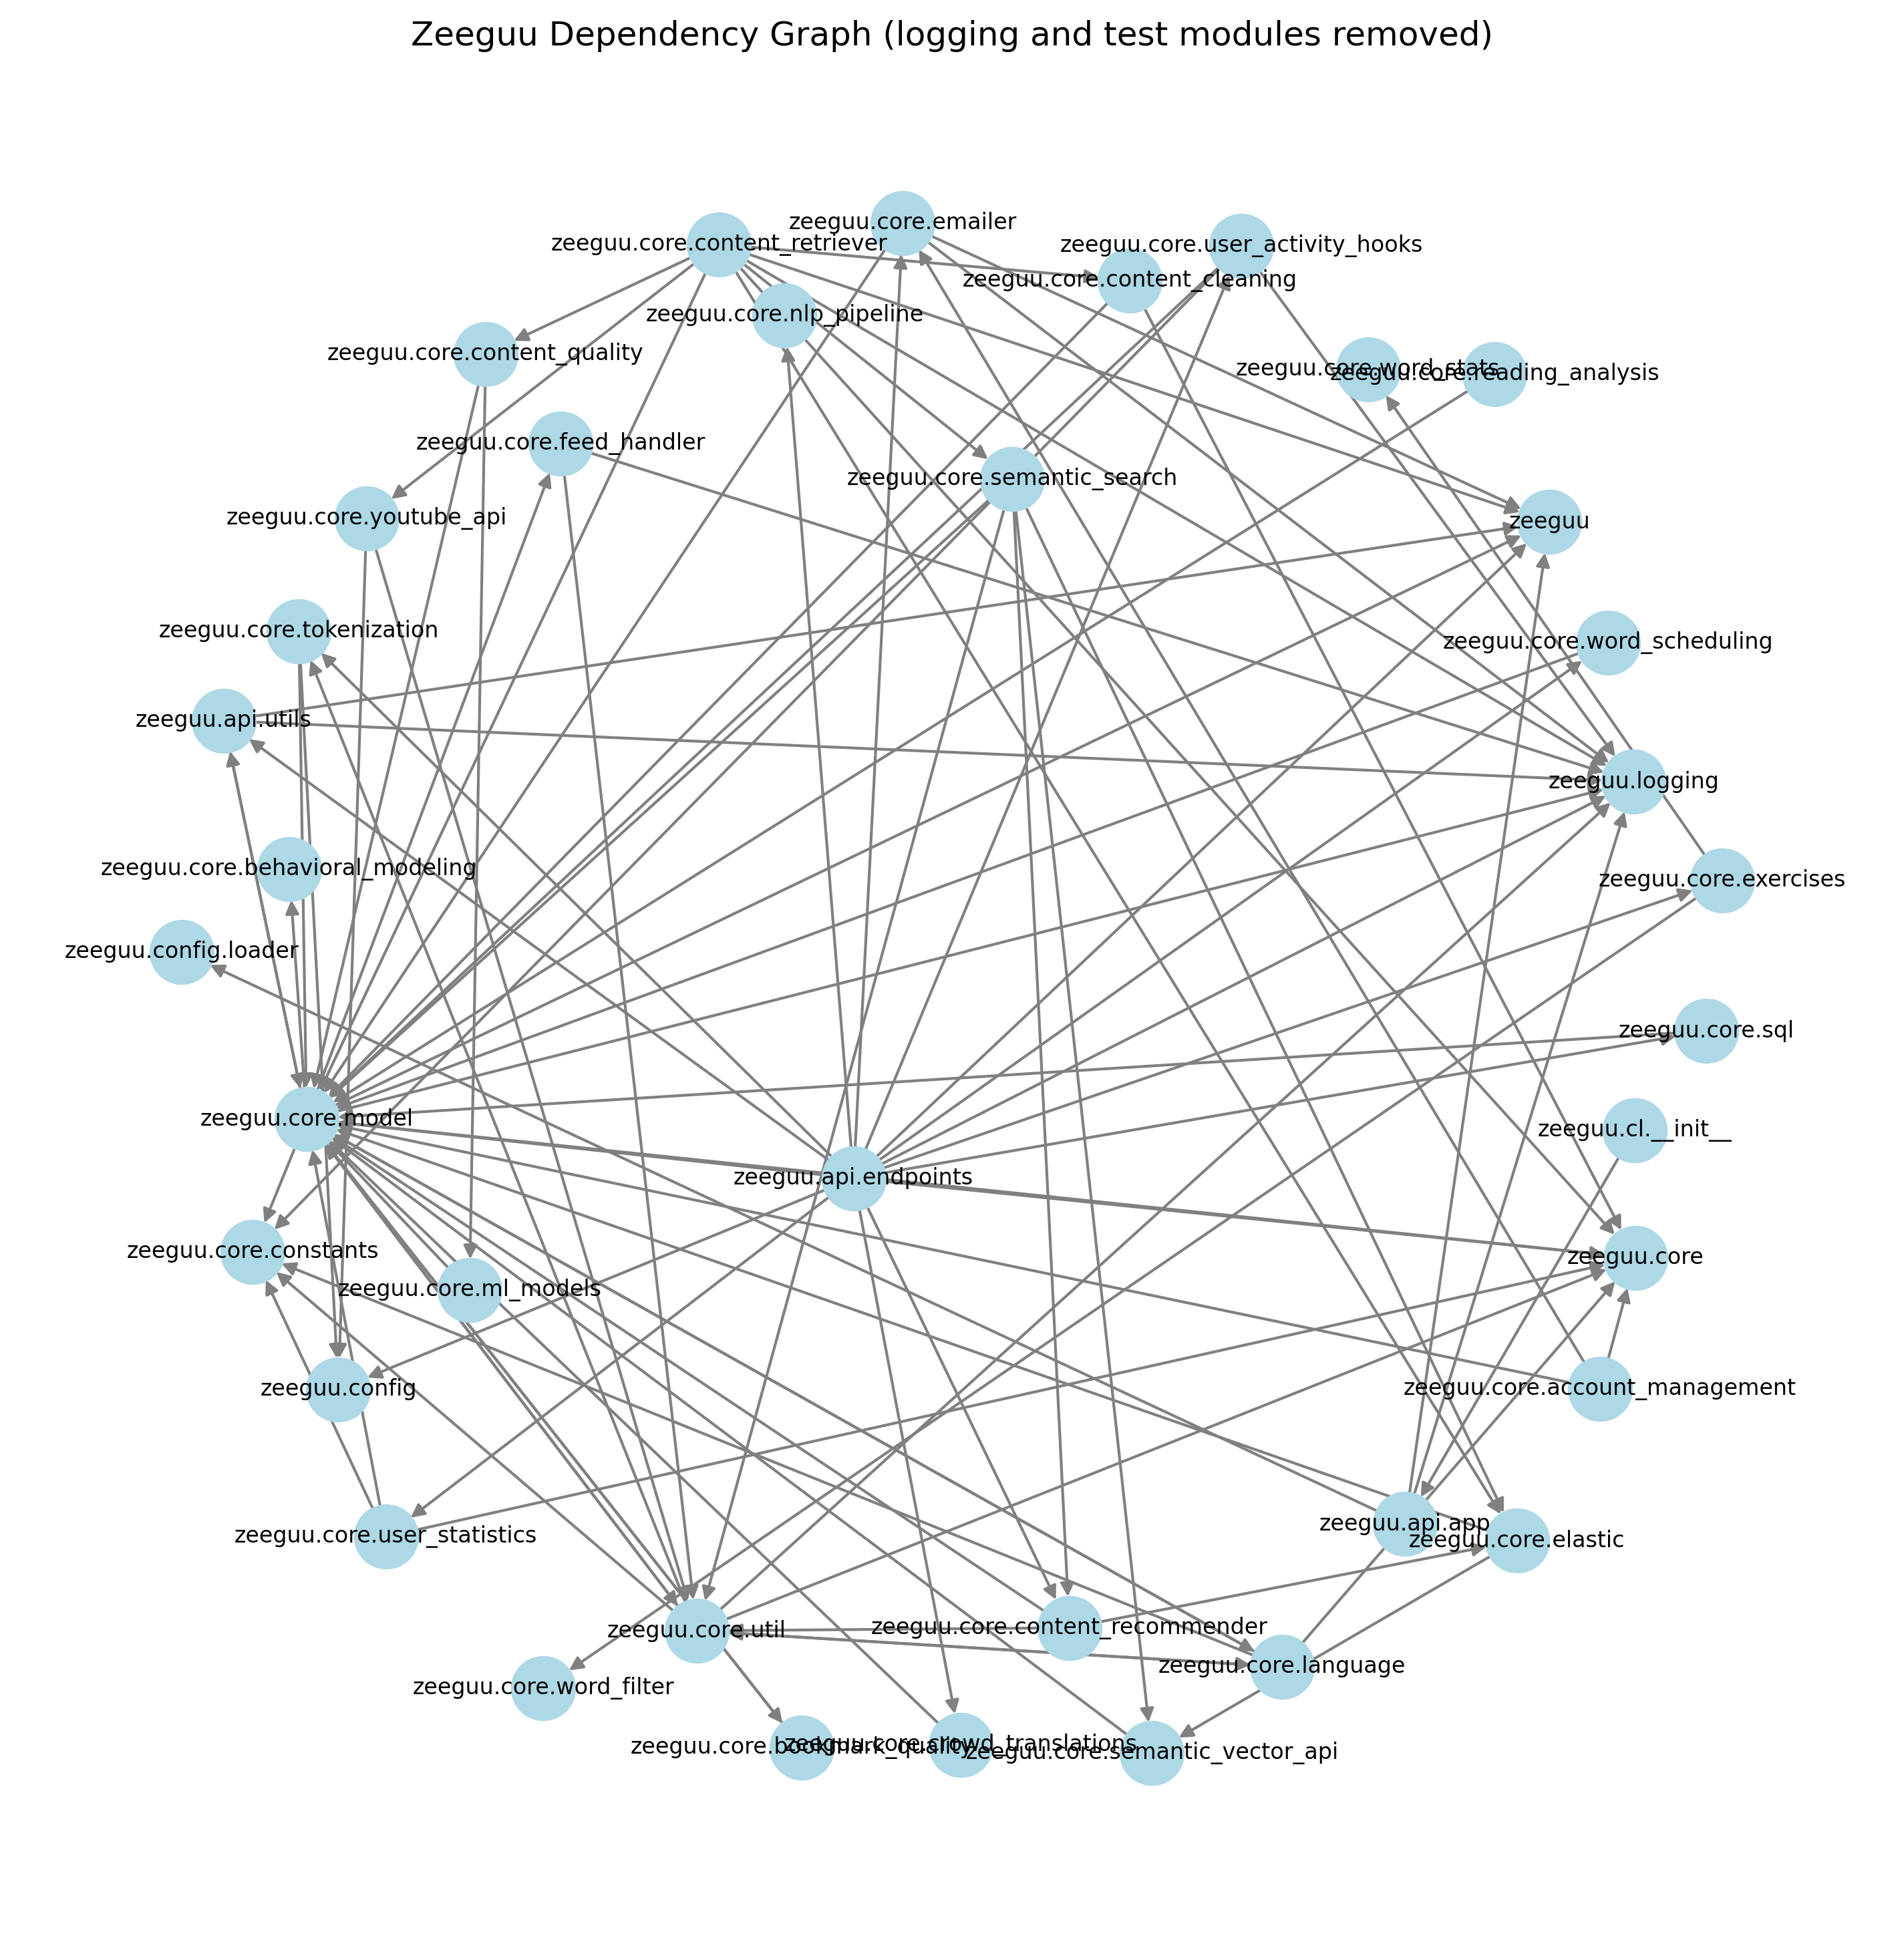 Zeeguu Dependency Graph (logging and test modules removed)
zeeguu.core.emailer
zeeguu.core.content_retriever
zeeguu.core.user_activity_hooks
zeeguu.core.content_cleaning
zeeguu.core.nlp_pipeline
zeeguu.core.content_quality
zeeguu.core.word_stats
zeeguu.core.reading_analysis
zeeguu.core.feed_handler
zeeguu.core.semantic_search
zeeguu.core.youtube_api
zeeguu
zeeguu.core.tokenization
zeeguu.core.word_scheduling
zeeguu.api.utils
zeeguu.logging
zeeguu.core.behavioral_modeling
zeeguu.core.exercises
zeeguu.config.loader
zeeguu.core.sql
zeeguu.core.model
zeeguu.cl.__init__
zeeguu.api.endpoints
zeeguu.core.constants
zeeguu.core
zeeguu.core.ml_models
zeeguu.config
zeeguu.core.account_management
zeeguu.api.app
zeeguu.core.user_statistics
zeeguu.core.elastic
zeeguu.core.util
zeeguu.core.content_recommender
zeeguu.core.language
zeeguu.core.word_filter
zeeguu.core.bookmark_quality
zeeguu.core.crowd_translations
zeeguu.core.semantic_vector_api